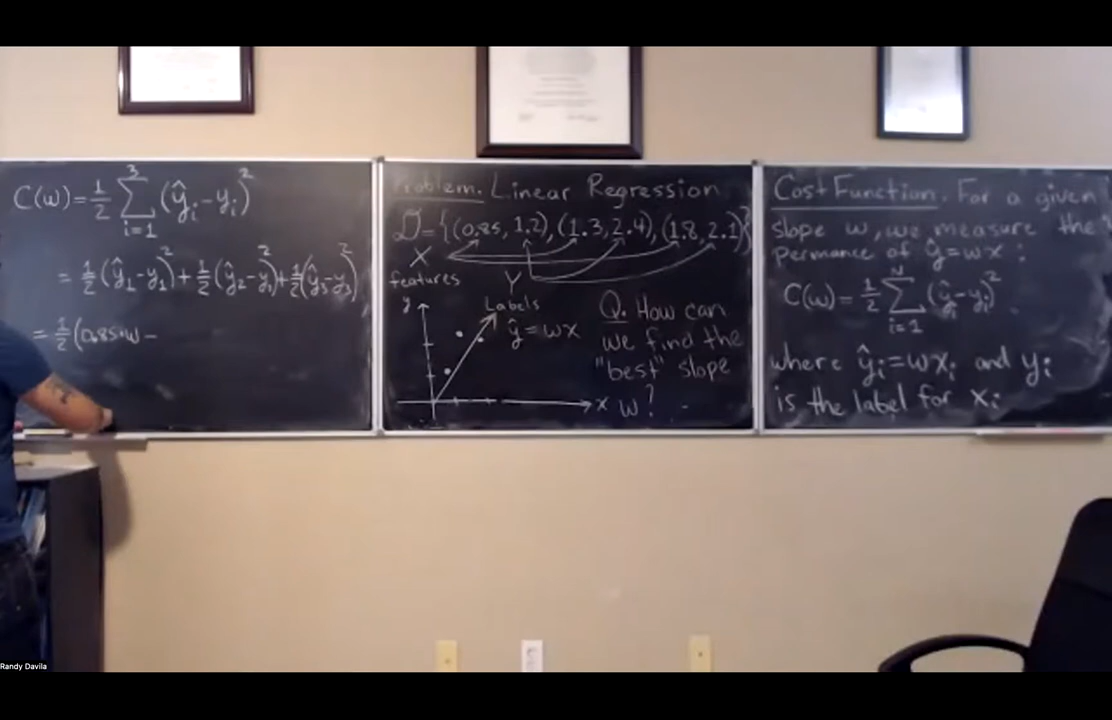 C(w) = 1/2 Σ_{i=1}^{3} (ŷ_i - y_i)^2
= 1/2 (ŷ_1 - y_1)^2 + 1/2 (ŷ_2 - y_2)^2 + 1/2 (ŷ_3 - y_3)^2
= 1/2 (0.85•w -
Problem. Linear Regression
D = {(0.85, 1.2), (1.3, 2.4), (1.8, 2.1)}
X
features
Y
Labels
y
ŷ = wx
x
Q. How can
we find the
"best" slope
w?
Cost Function. For a given
slope w, we measure the
permance of ŷ = wx :
C(w) = 1/2 Σ_{i=1}^{N} (ŷ_i - y_i)^2.
where ŷ_i = wx_i and y_i
is the label for x_i
Randy Davila